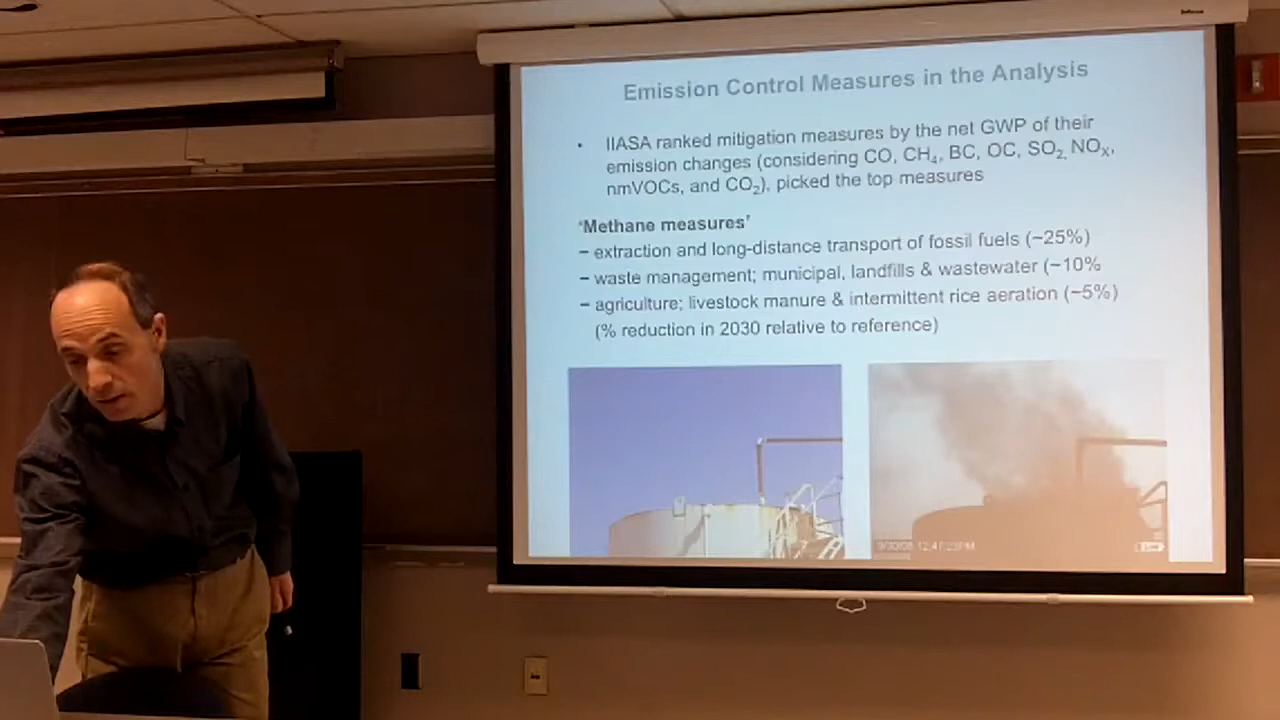 Emission Control Measures in the Analysis
• IIASA ranked mitigation measures by the net GWP of their
emission changes (considering CO, CH₄, BC, OC, SO₂, NOₓ,
nmVOCs, and CO₂), picked the top measures
‘Methane measures’
– extraction and long-distance transport of fossil fuels (~25%)
– waste management; municipal, landfills & wastewater (~10%
– agriculture; livestock manure & intermittent rice aeration (~5%)
(% reduction in 2030 relative to reference)